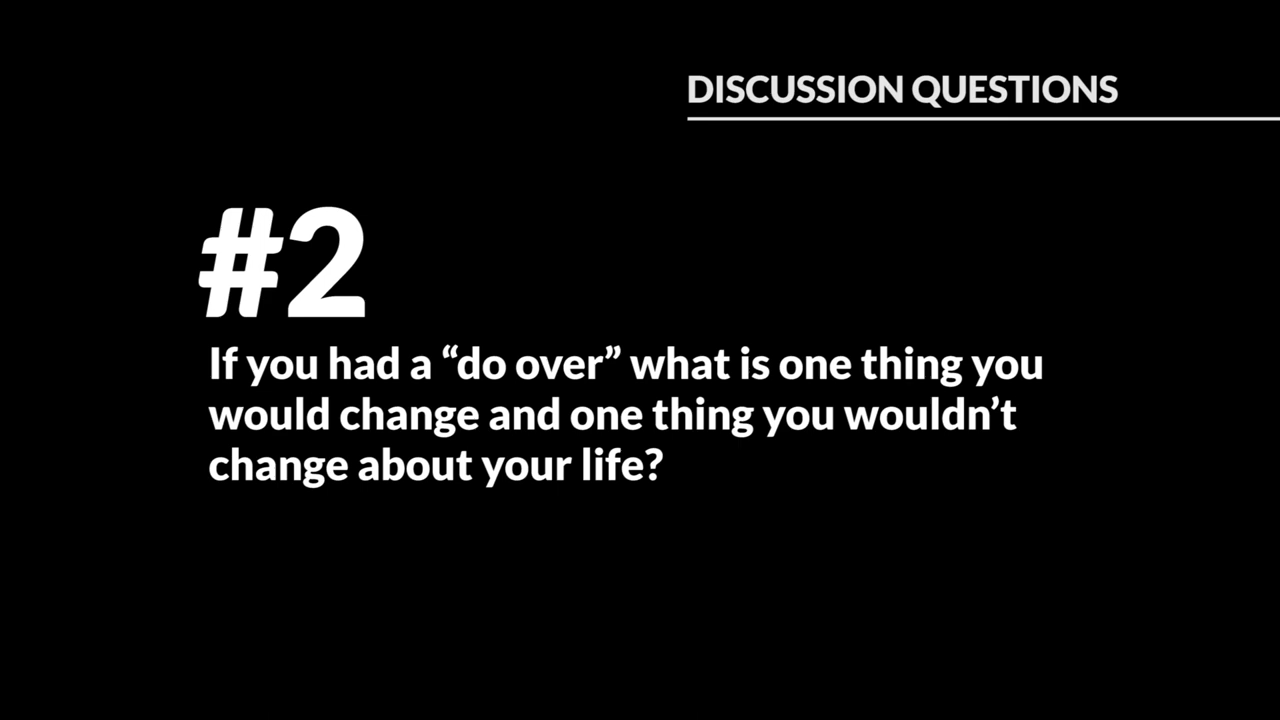 DISCUSSION QUESTIONS
#2
If you had a “do over” what is one thing you
would change and one thing you wouldn’t
change about your life?